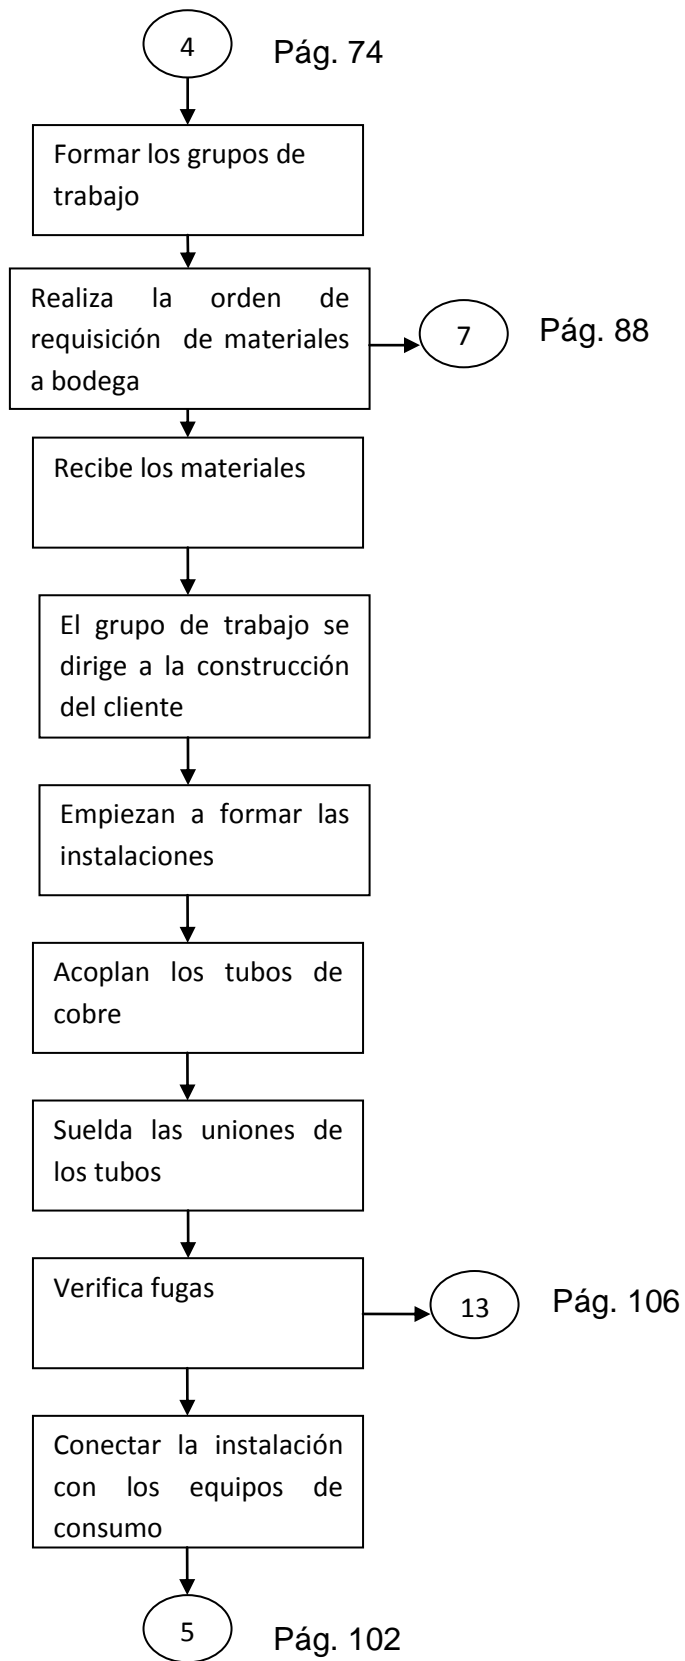 4 Pág. 74
Formar los grupos de
trabajo
Realiza la orden de
requisición de materiales
a bodega
7 Pág. 88
Recibe los materiales
El grupo de trabajo se
dirige a la construcción
del cliente
Empiezan a formar las
instalaciones
Acoplan los tubos de
cobre
Suelda las uniones de
los tubos
Verifica fugas
13 Pág. 106
Conectar la instalación
con los equipos de
consumo
5 Pág. 102